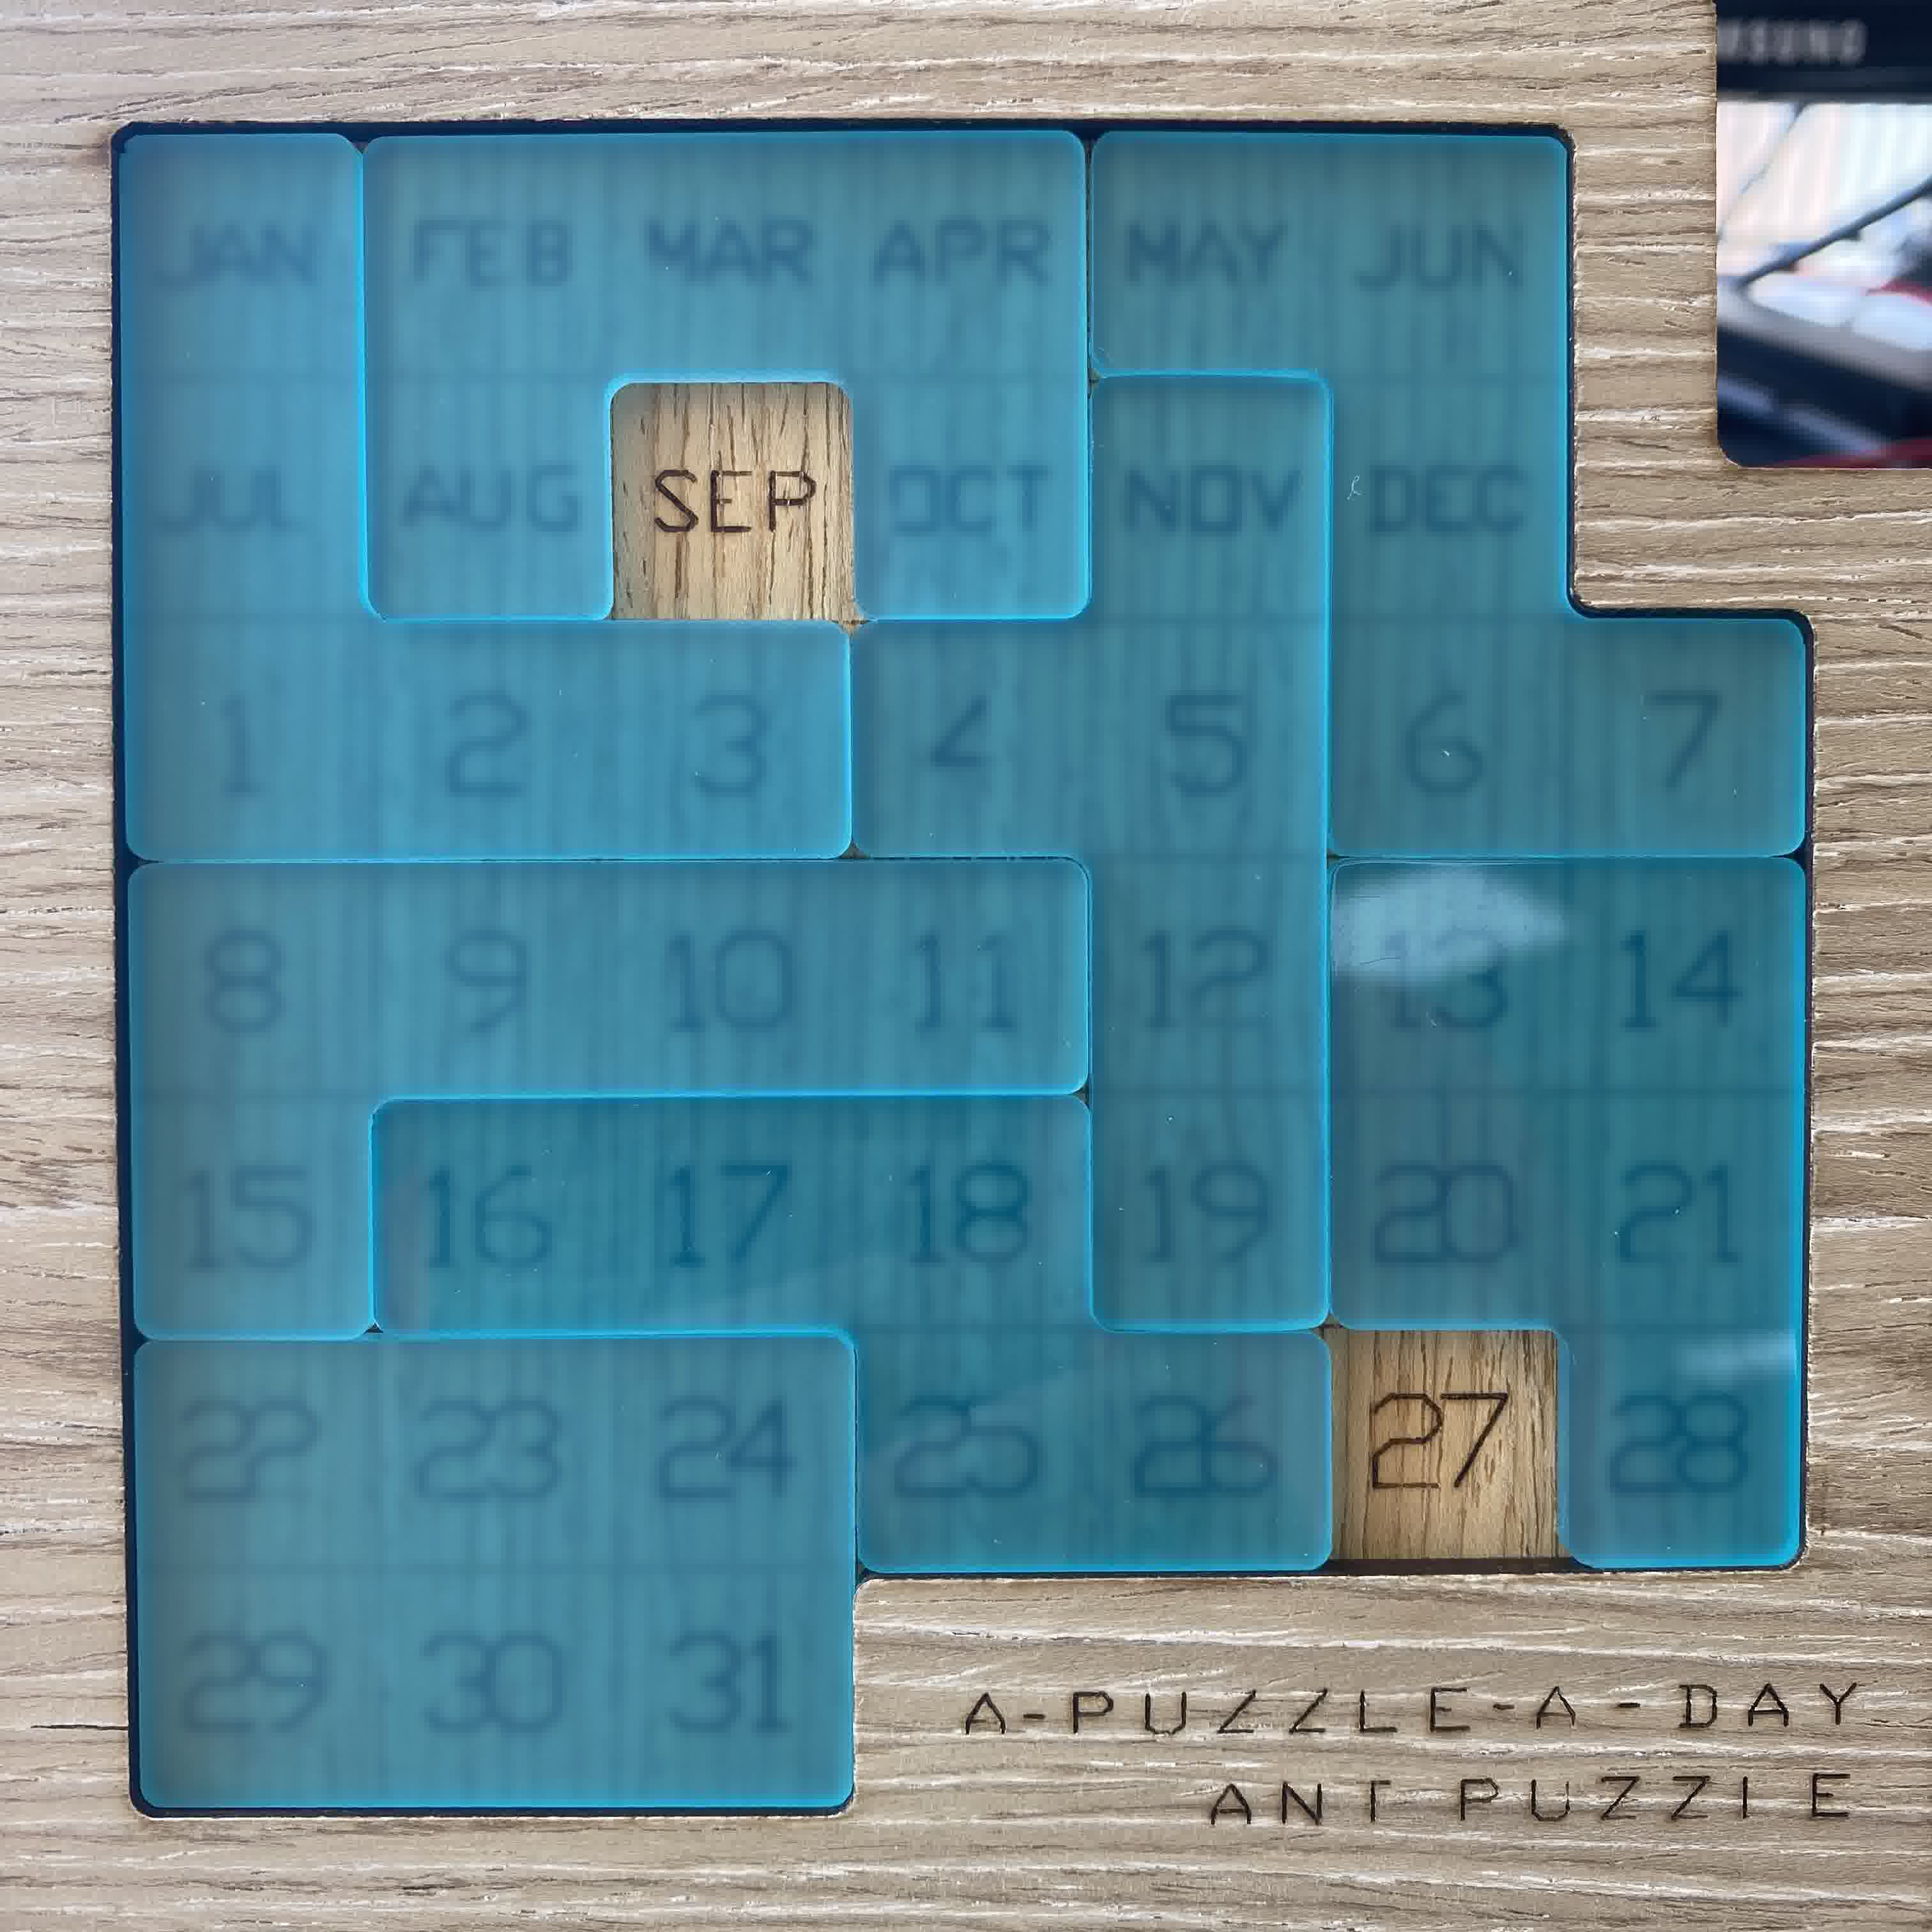 JAN FEB MAR APR MAY JUN
JUL AUG SEP OCT NOV DEC
1 2 3 4 5 6 7
8 9 10 11 12 13 14
15 16 17 18 19 20 21
22 23 24 25 26 27 28
29 30 31
A-PUZZLE-A-DAY
ANT PUZZLE